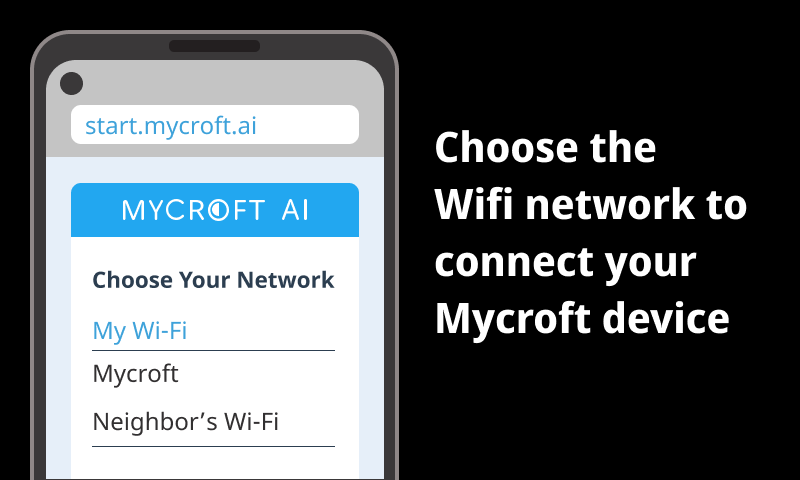 start.mycroft.ai
MYCROFT AI
Choose Your Network
My Wi-Fi
Mycroft
Neighbor’s Wi-Fi
Choose the
Wifi network to
connect your
Mycroft device